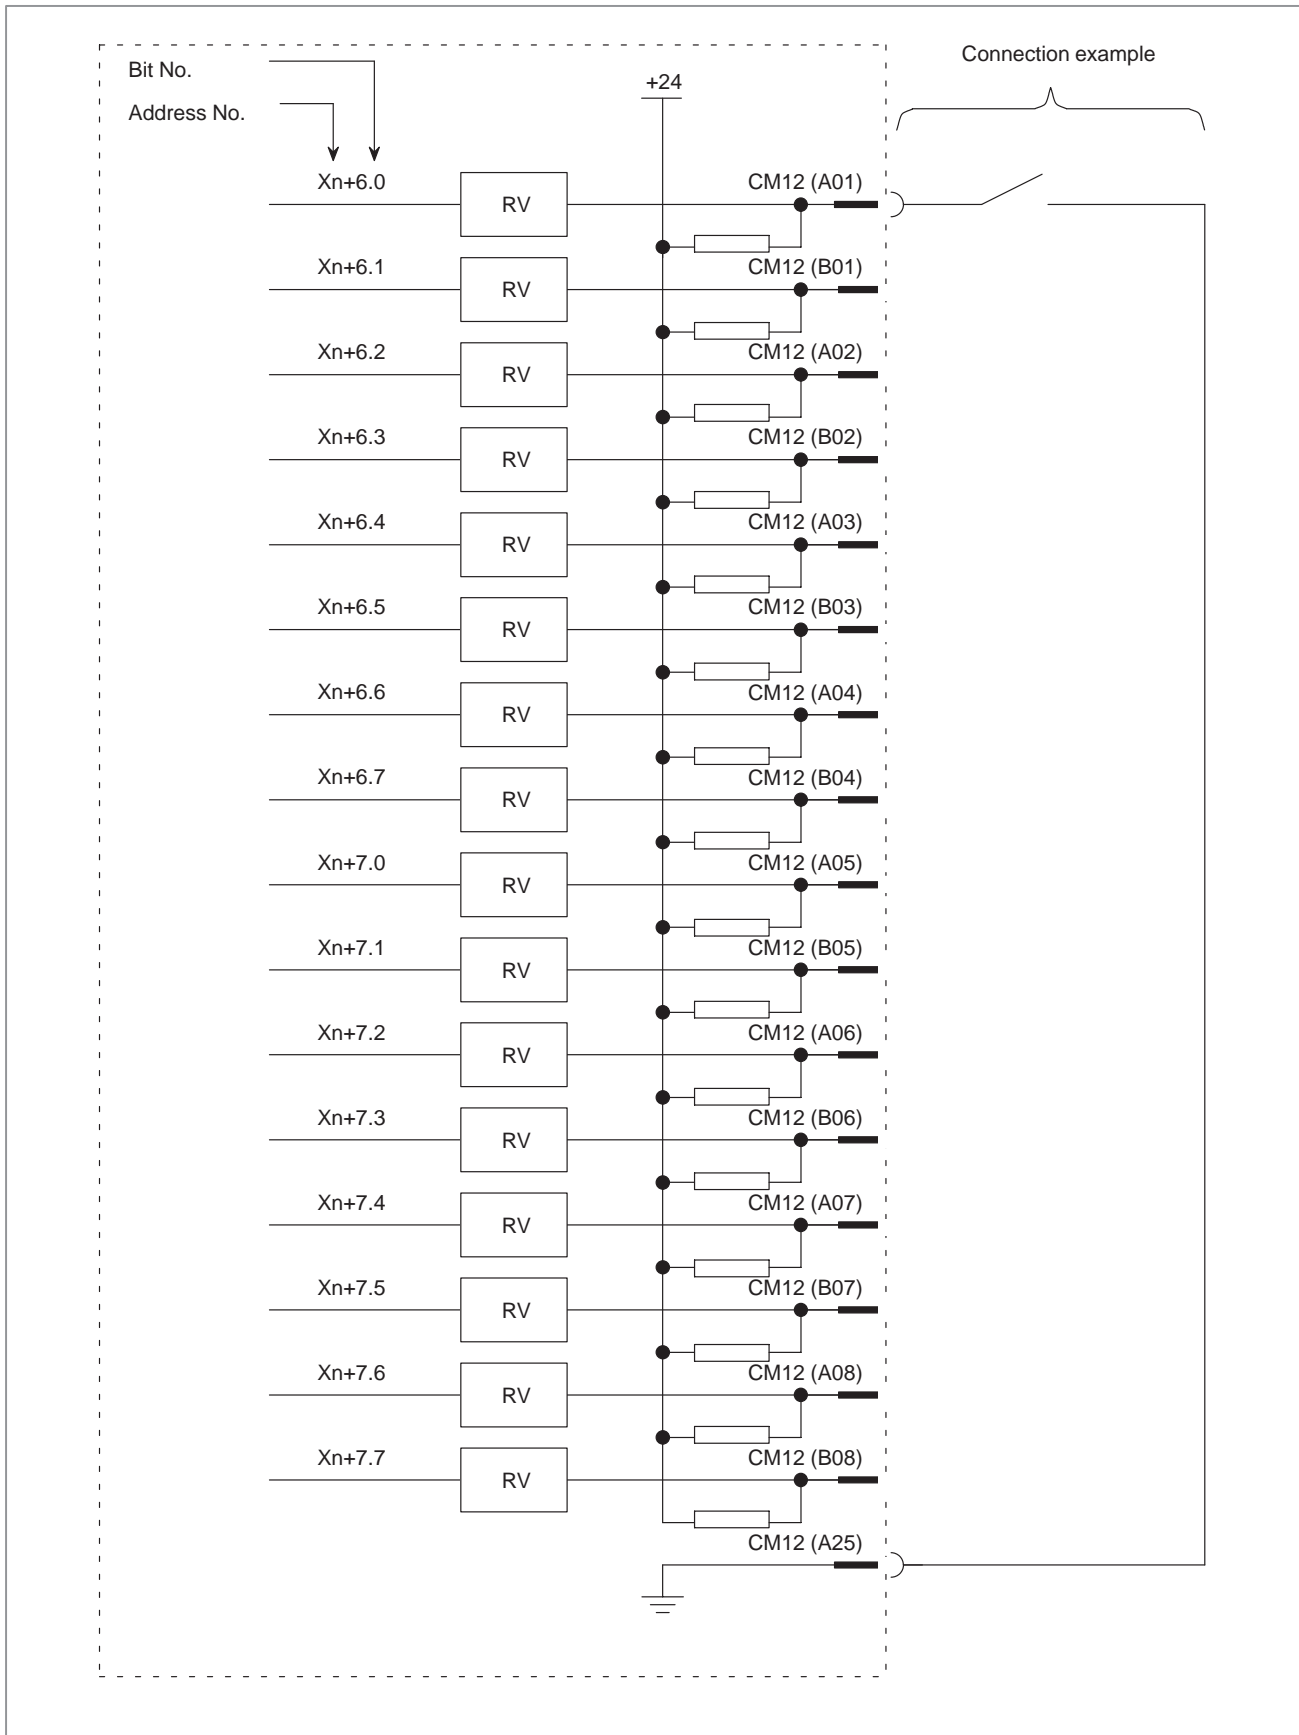 Connection example
Bit No.
+24
Address No.
Xn+6.0 RV CM12 (A01)
Xn+6.1 RV CM12 (B01)
Xn+6.2 RV CM12 (A02)
Xn+6.3 RV CM12 (B02)
Xn+6.4 RV CM12 (A03)
Xn+6.5 RV CM12 (B03)
Xn+6.6 RV CM12 (A04)
Xn+6.7 RV CM12 (B04)
Xn+7.0 RV CM12 (A05)
Xn+7.1 RV CM12 (B05)
Xn+7.2 RV CM12 (A06)
Xn+7.3 RV CM12 (B06)
Xn+7.4 RV CM12 (A07)
Xn+7.5 RV CM12 (B07)
Xn+7.6 RV CM12 (A08)
Xn+7.7 RV CM12 (B08)
CM12 (A25)